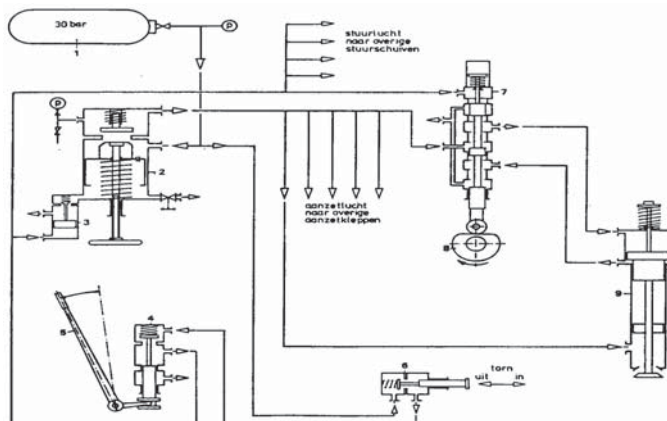 30 bar
1
P
stuurlucht
naar overige
stuurschuiven
P
7
2
3
aanzetlucht
naar overige
aanzetkleppen
8
9
5
4
6
torn
uit in